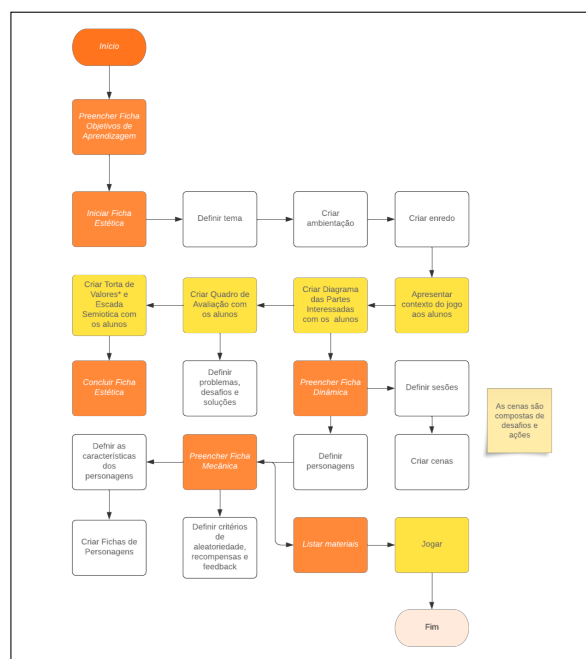 Início
Preencher Ficha
Objetivos de
Aprendizagem
Iniciar Ficha
Estética
Definir tema
Criar
ambientação
Criar enredo
Criar Torta de
Valores* e
Escada
Semiotica com
os alunos
Criar Quadro de
Avaliação com
os alunos
Criar Diagrama
das Partes
Interessadas
com os alunos
Apresentar
contexto do jogo
aos alunos
Concluir Ficha
Estética
Definir
problemas,
desafios e
soluções
Preencher Ficha
Dinâmica
Definir sesões
As cenas são
compostas de
desafios e
ações
Defnir as
características
dos
personagens
Preencher Ficha
Mecânica
Definir
personagens
Criar cenas
Criar Fichas de
Personagens
Definir critérios
de
aleatoriedade,
recompensas e
feedback
Listar materiais
Jogar
Fim